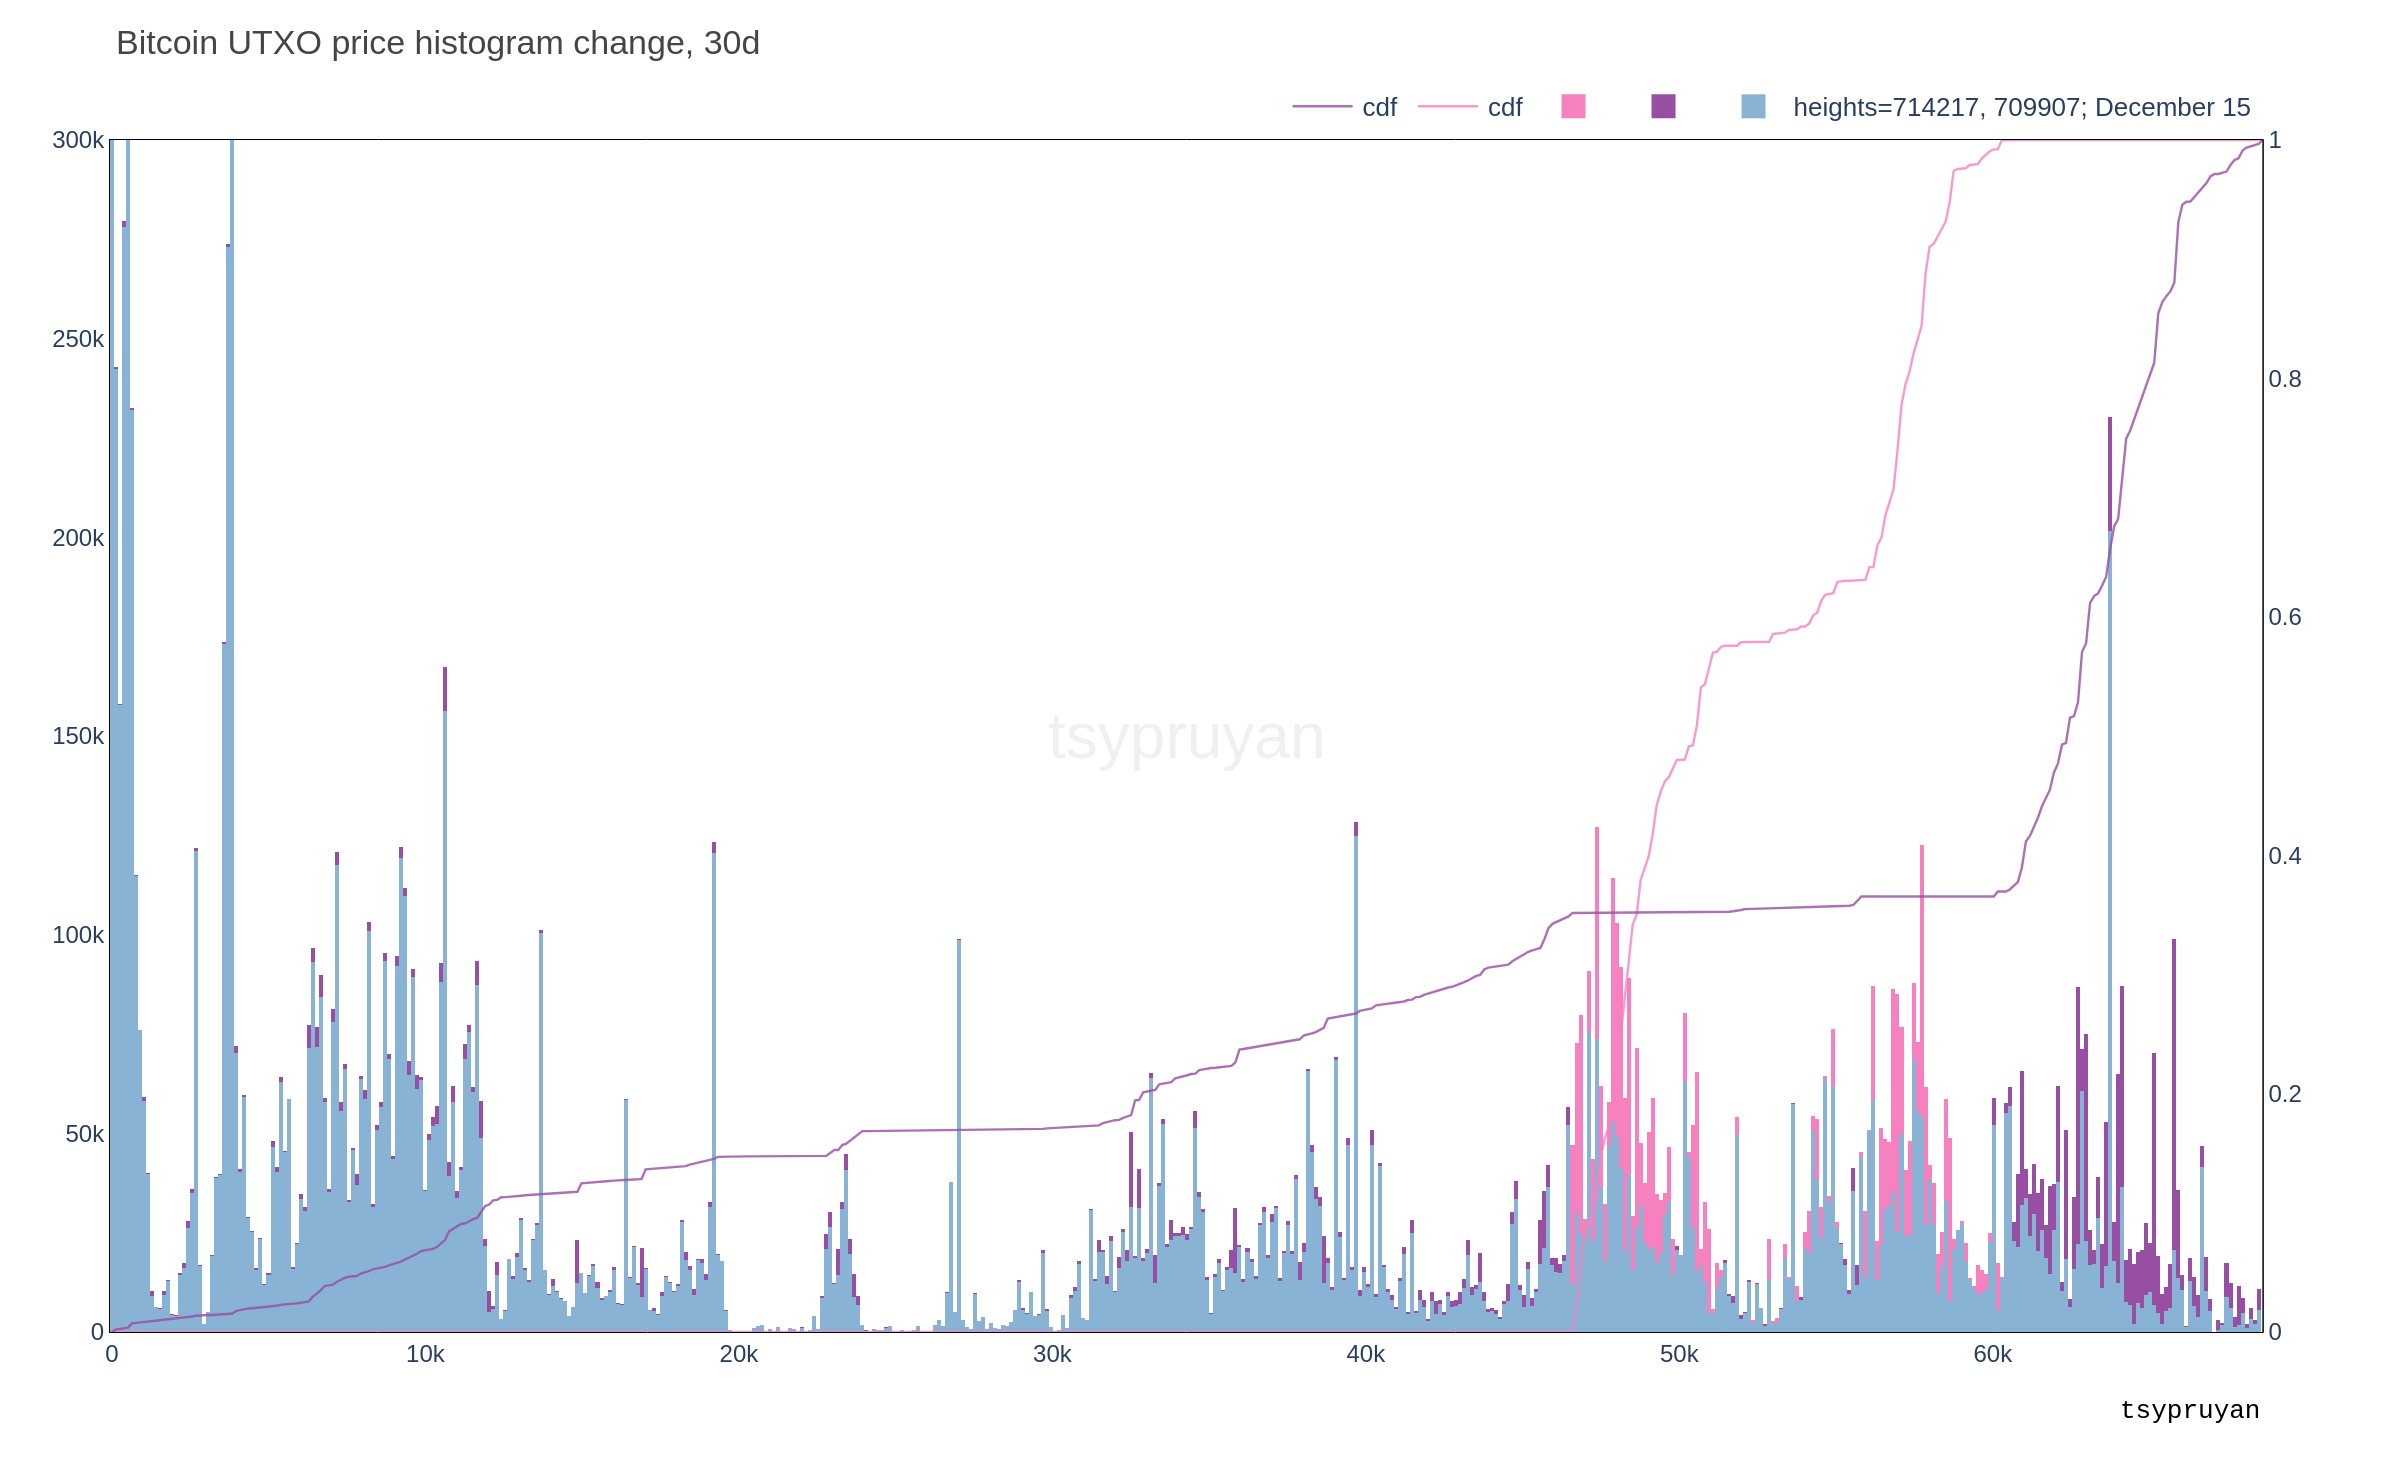 Bitcoin UTXO price histogram change, 30d
cdf cdf heights=714217, 709907; December 15
300k
250k
200k
150k
100k
50k
0
1
0.8
0.6
0.4
0.2
0
tsypruyan
0 10k 20k 30k 40k 50k 60k
tsypruyan